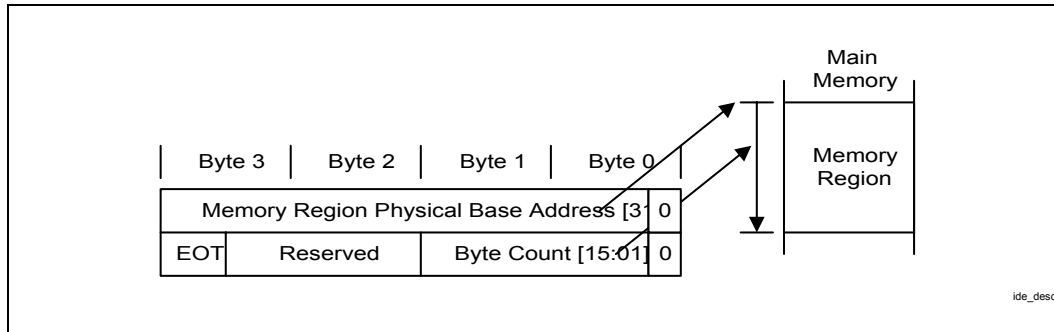 Main
Memory
Byte 3 Byte 2 Byte 1 Byte 0
Memory
Region
Memory Region Physical Base Address [31 0
EOT Reserved Byte Count [15:01] 0
ide_desc